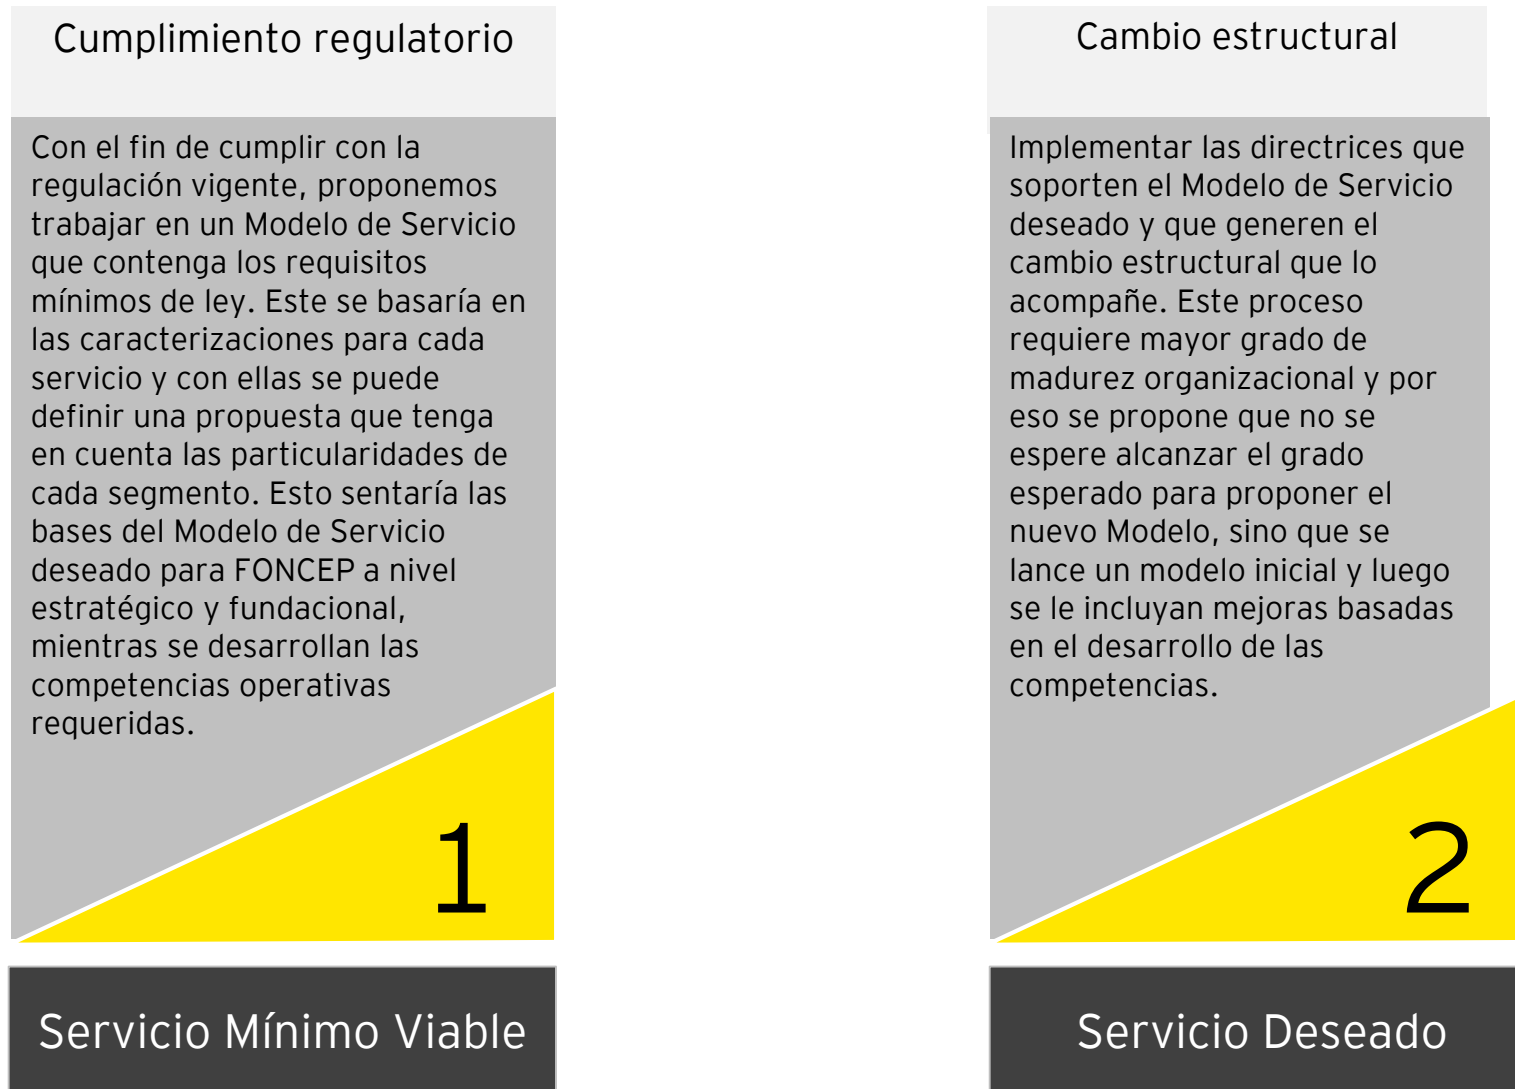 Cumplimiento regulatorio
Con el fin de cumplir con la
regulación vigente, proponemos
trabajar en un Modelo de Servicio
que contenga los requisitos
mínimos de ley. Este se basaría en
las caracterizaciones para cada
servicio y con ellas se puede
definir una propuesta que tenga
en cuenta las particularidades de
cada segmento. Esto sentaría las
bases del Modelo de Servicio
deseado para FONCEP a nivel
estratégico y fundacional,
mientras se desarrollan las
competencias operativas
requeridas.
1
Servicio Mínimo Viable
Cambio estructural
Implementar las directrices que
soporten el Modelo de Servicio
deseado y que generen el
cambio estructural que lo
acompañe. Este proceso
requiere mayor grado de
madurez organizacional y por
eso se propone que no se
espere alcanzar el grado
esperado para proponer el
nuevo Modelo, sino que se
lance un modelo inicial y luego
se le incluyan mejoras basadas
en el desarrollo de las
competencias.
2
Servicio Deseado